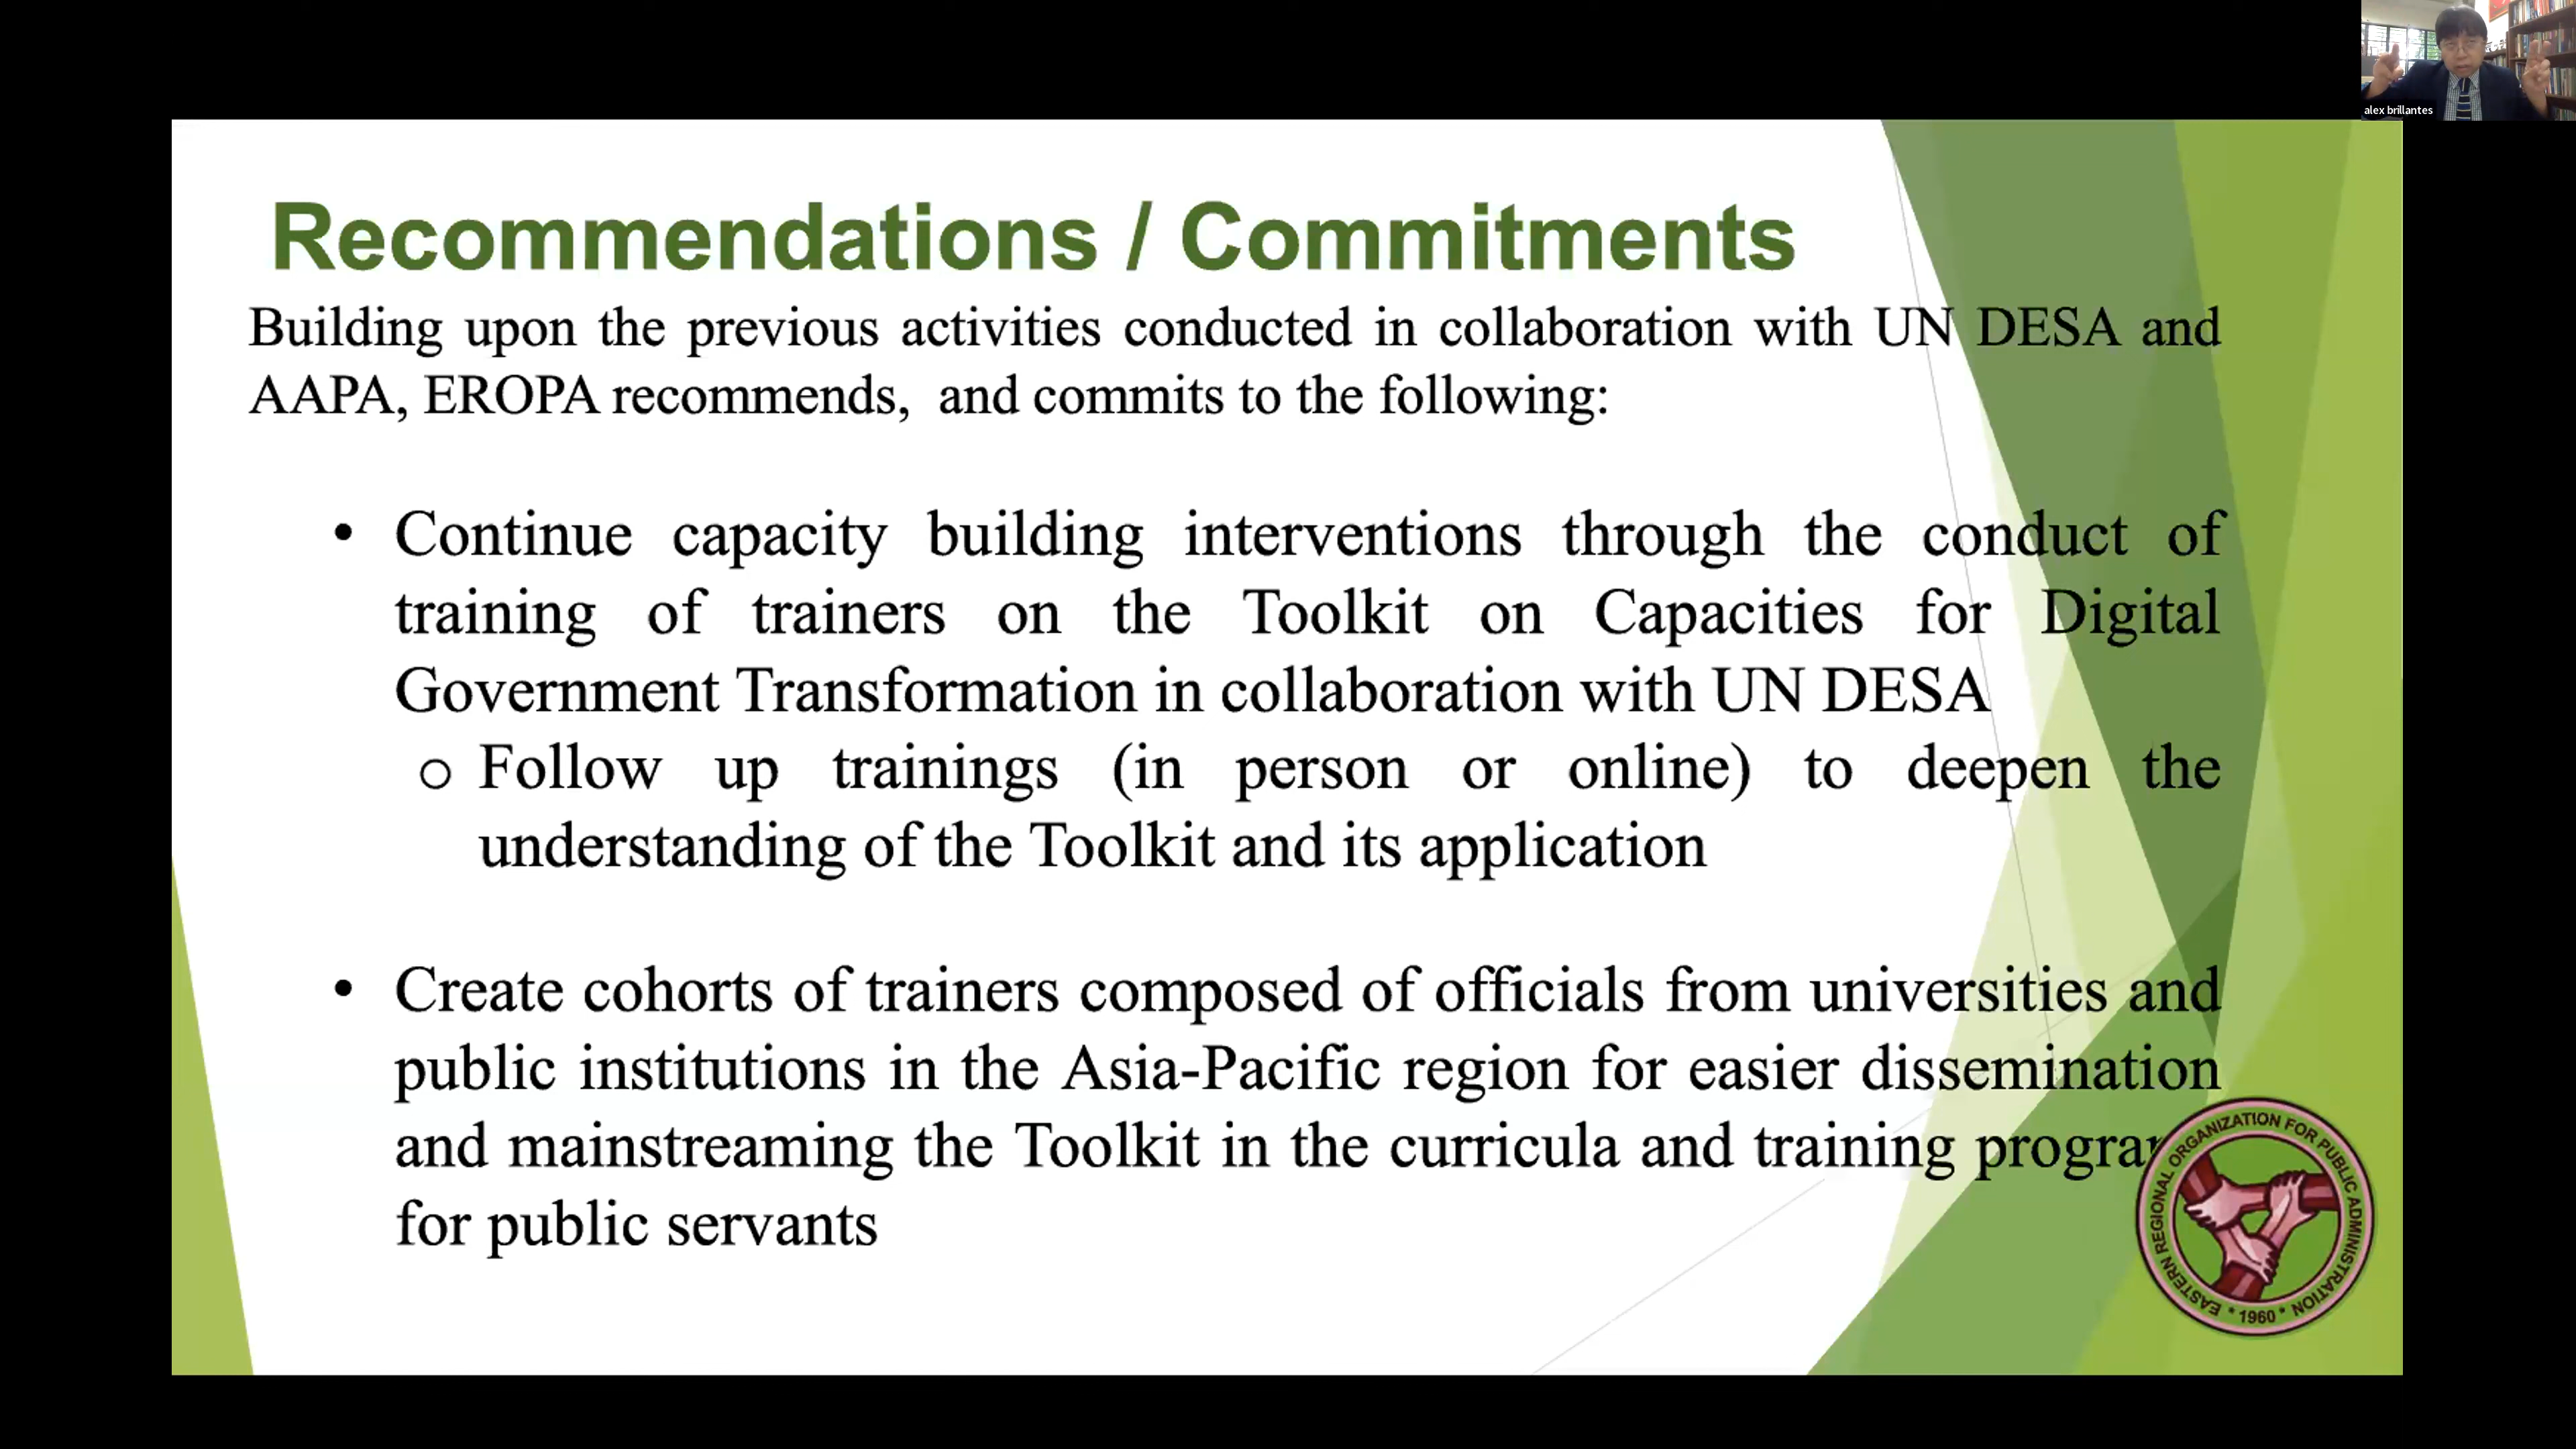 alex brillantes
Recommendations / Commitments
Building upon the previous activities conducted in collaboration with UN DESA and
AAPA, EROPA recommends, and commits to the following:
• Continue capacity building interventions through the conduct of
training of trainers on the Toolkit on Capacities for Digital
Government Transformation in collaboration with UN DESA
o Follow up trainings (in person or online) to deepen the
understanding of the Toolkit and its application
• Create cohorts of trainers composed of officials from universities and
public institutions in the Asia-Pacific region for easier dissemination
and mainstreaming the Toolkit in the curricula and training
for public servants
EASTERN REGIONAL ORGANIZATION FOR PUBLIC ADMINISTRATION
* 1960 *